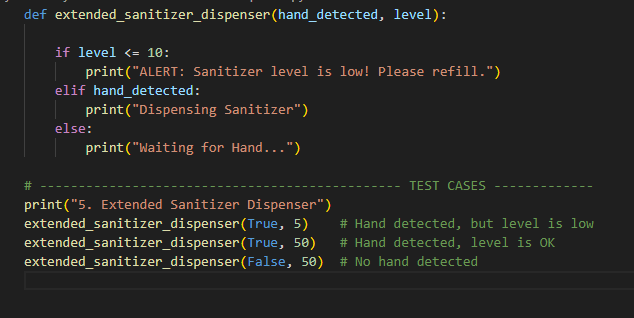 def extended_sanitizer_dispenser(hand_detected, level):
if level <= 10:
print("ALERT: Sanitizer level is low! Please refill.")
elif hand_detected:
print("Dispensing Sanitizer")
else:
print("Waiting for Hand...")
# ----------------------------------------------- TEST CASES -------------
print("5. Extended Sanitizer Dispenser")
extended_sanitizer_dispenser(True, 5)    # Hand detected, but level is low
extended_sanitizer_dispenser(True, 50)   # Hand detected, level is OK
extended_sanitizer_dispenser(False, 50)  # No hand detected